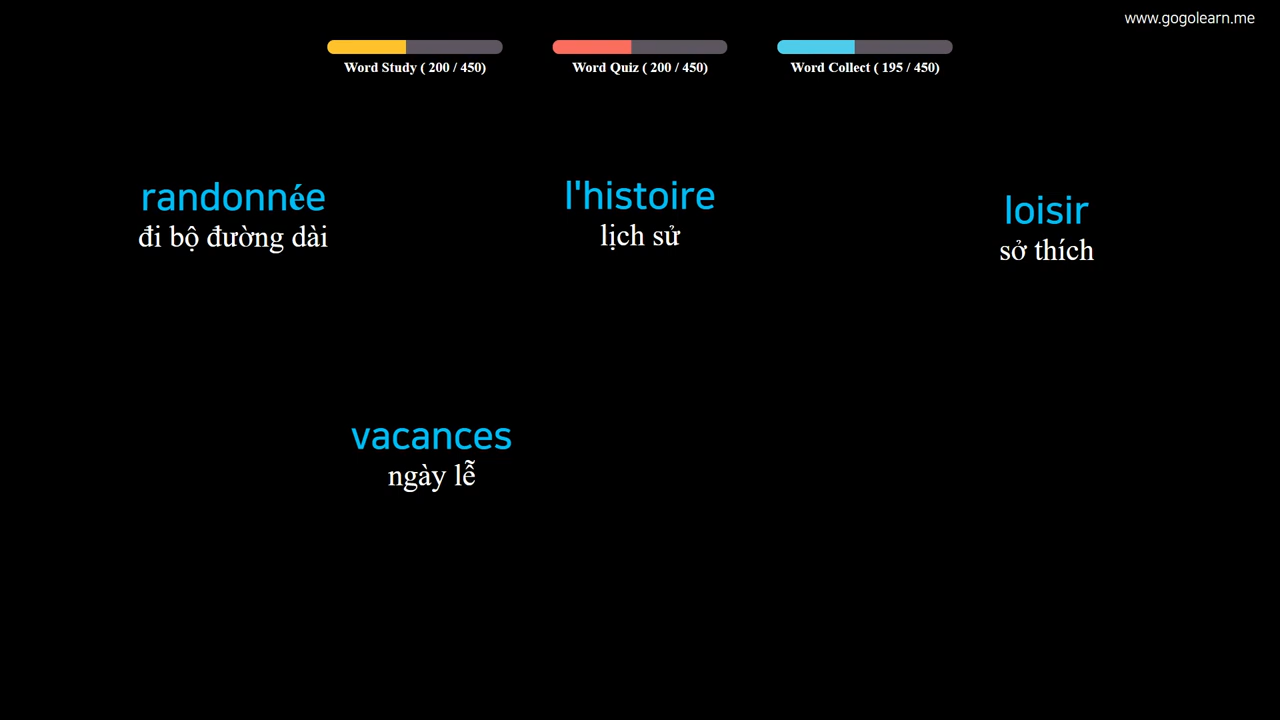 www.gogolearn.me
Word Study ( 200 / 450)
Word Quiz ( 200 / 450)
Word Collect ( 195 / 450)
randonnée
đi bộ đường dài
l'histoire
lịch sử
loisir
sở thích
vacances
ngày lễ